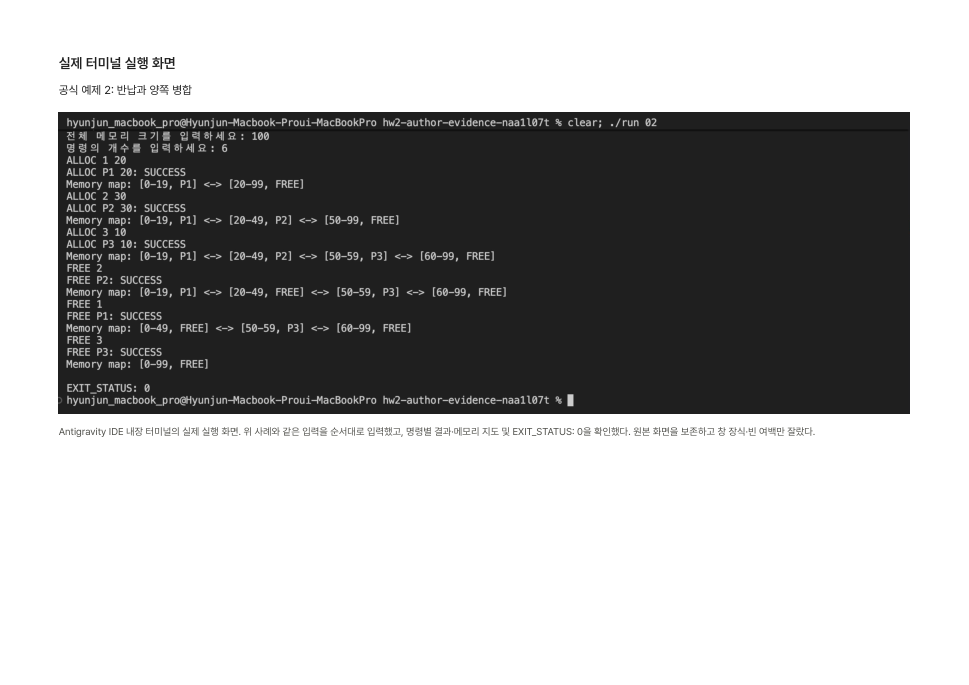 실제 터미널 실행 화면
공식 예제 2: 반납과 양쪽 병합
hyunjun_macbook_pro@Hyunjun-Macbook-Proui-MacBookPro hw2-author-evidence-naa1l07t % clear; ./run 02
전체 메모리 크기를 입력하세요: 100
명령의 개수를 입력하세요: 6
ALLOC 1 20
ALLOC P1 20: SUCCESS
Memory map: [0-19, P1] <-> [20-99, FREE]
ALLOC 2 30
ALLOC P2 30: SUCCESS
Memory map: [0-19, P1] <-> [20-49, P2] <-> [50-99, FREE]
ALLOC 3 10
ALLOC P3 10: SUCCESS
Memory map: [0-19, P1] <-> [20-49, P2] <-> [50-59, P3] <-> [60-99, FREE]
FREE 2
FREE P2: SUCCESS
Memory map: [0-19, P1] <-> [20-49, FREE] <-> [50-59, P3] <-> [60-99, FREE]
FREE 1
FREE P1: SUCCESS
Memory map: [0-49, FREE] <-> [50-59, P3] <-> [60-99, FREE]
FREE 3
FREE P3: SUCCESS
Memory map: [0-99, FREE]
EXIT_STATUS: 0
hyunjun_macbook_pro@Hyunjun-Macbook-Proui-MacBookPro hw2-author-evidence-naa1l07t %
Antigravity IDE 내장 터미널의 실제 실행 화면. 위 사례와 같은 입력을 순서대로 입력했고, 명령별 결과·메모리 지도 및 EXIT_STATUS: 0을 확인했다. 원본 화면을 보존하고 창 장식·빈 여백만 잘랐다.